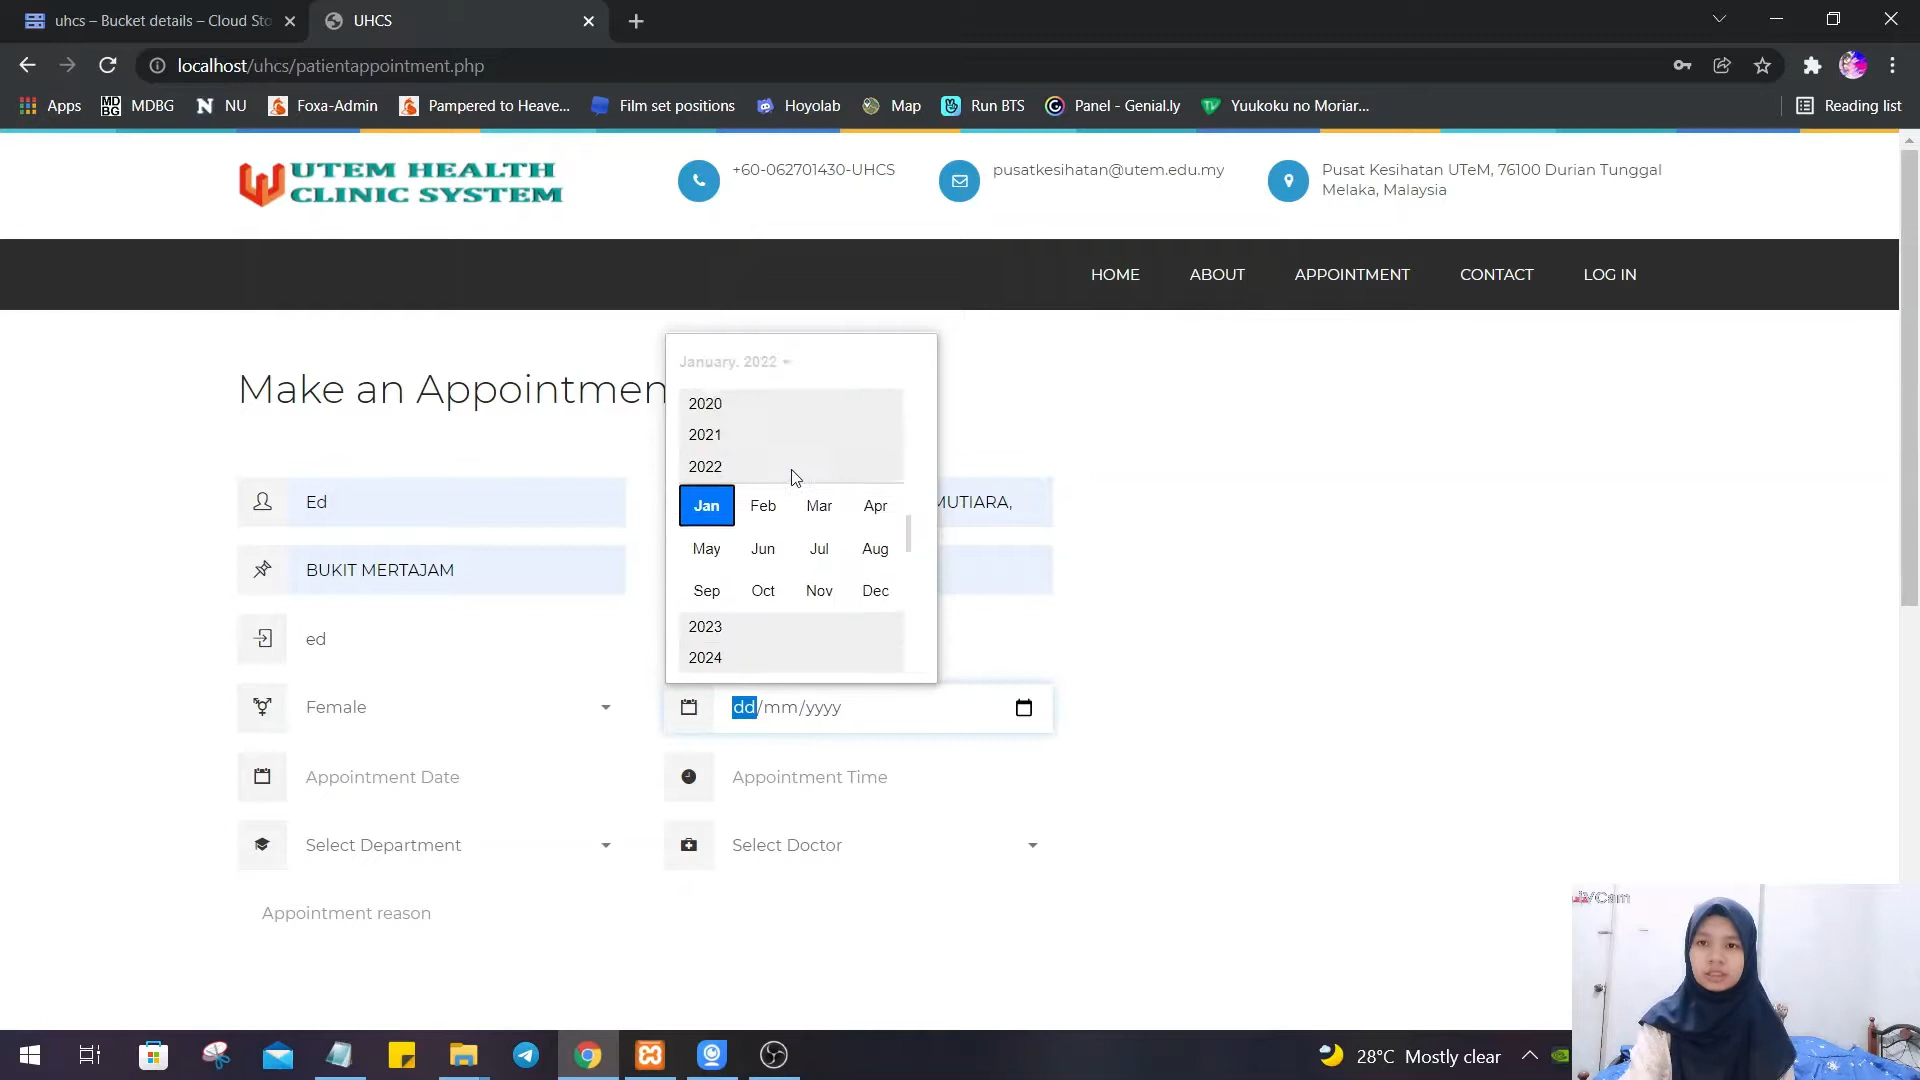 uhcs – Bucket details – Cloud Sto
UHCS
localhost/uhcs/patientappointment.php
Apps
MDBG
NU
Foxa-Admin
Pampered to Heave...
Film set positions
Hoyolab
Map
Run BTS
Panel - Genial.ly
Yuukoku no Moriar...
Reading list
UTEM HEALTH
CLINIC SYSTEM
+60-062701430-UHCS
pusatkesihatan@utem.edu.my
Pusat Kesihatan UTeM, 76100 Durian Tunggal
Melaka, Malaysia
HOME
ABOUT
APPOINTMENT
CONTACT
LOG IN
Make an Appointmen
January, 2022
2020
2021
2022
Jan
Feb
Mar
Apr
May
Jun
Jul
Aug
Sep
Oct
Nov
Dec
2023
2024
Ed
MUTIARA,
BUKIT MERTAJAM
ed
Female
dd/mm/yyyy
Appointment Date
Appointment Time
Select Department
Select Doctor
Appointment reason
28°C Mostly clear